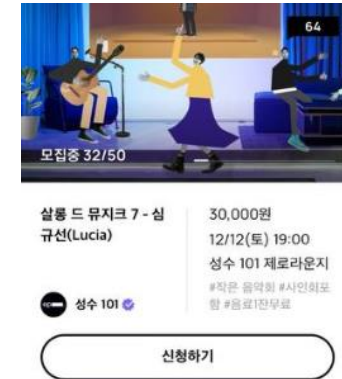 64
모집중 32/50
살롱 드 뮤지크 7 - 심
규선(Lucia)
30,000원
12/12(토) 19:00
성수 101 제로라운지
#작은 음악회 #사인회포
함 #음료1잔무료
성수 101
신청하기